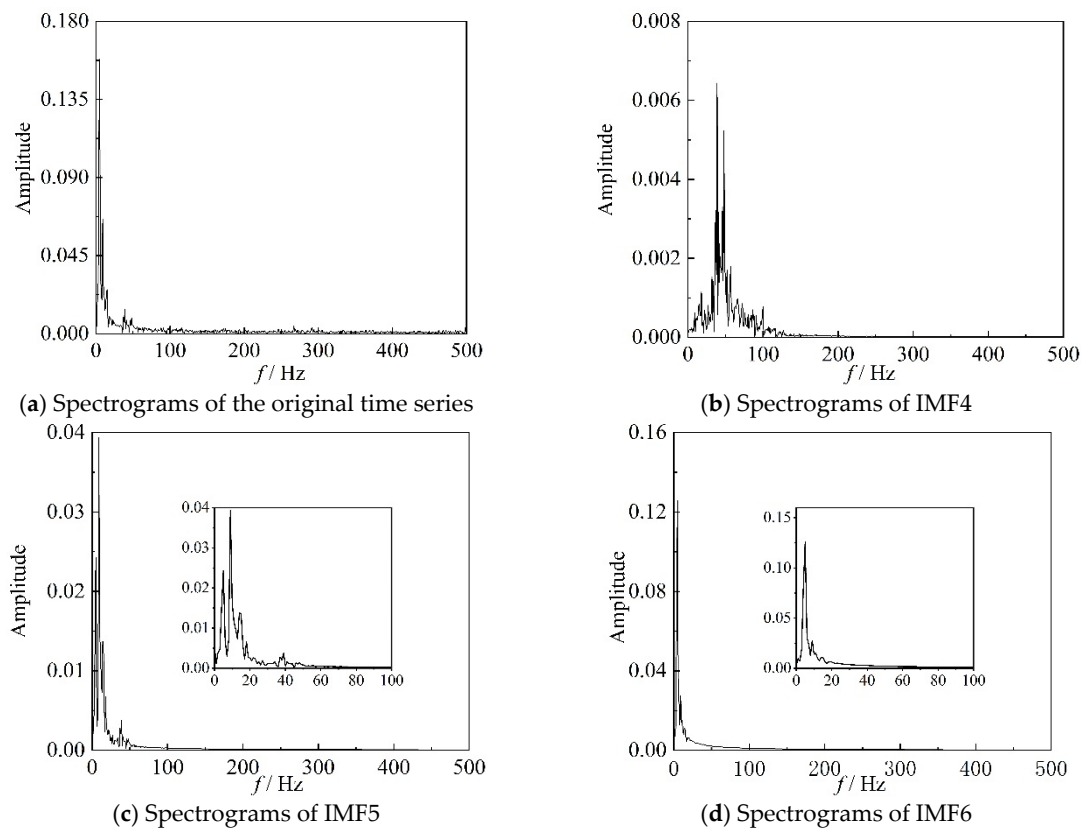 0.180
0.135
0.090
0.045
0.000
Amplitude
0 100 200 300 400 500
f / Hz
(a) Spectrograms of the original time series
0.008
0.006
0.004
0.002
0.000
Amplitude
0 100 200 300 400 500
f / Hz
(b) Spectrograms of IMF4
0.04
0.03
0.02
0.01
0.00
Amplitude
0.04
0.03
0.02
0.01
0.00
0 20 40 60 80 100
0 100 200 300 400 500
f / Hz
(c) Spectrograms of IMF5
0.16
0.12
0.08
0.04
0.00
Amplitude
0.15
0.10
0.05
0.00
0 20 40 60 80 100
0 100 200 300 400 500
f / Hz
(d) Spectrograms of IMF6